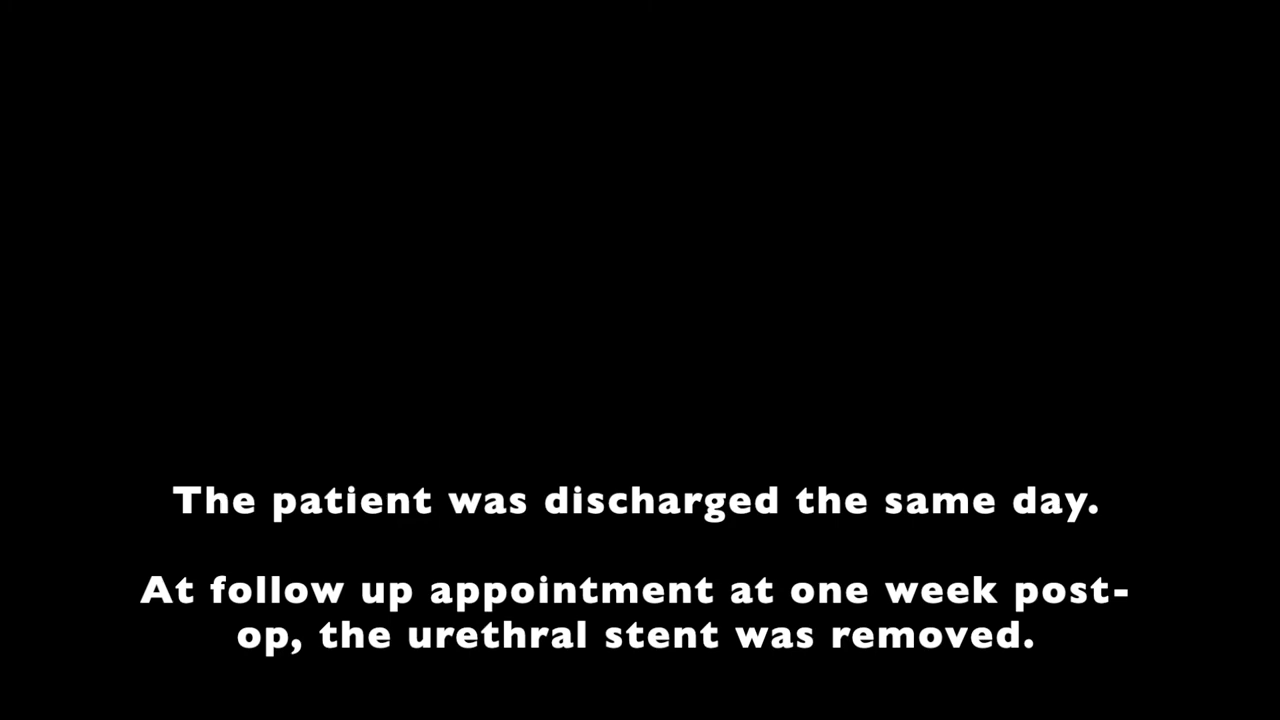 The patient was discharged the same day.
At follow up appointment at one week post-
op, the urethral stent was removed.